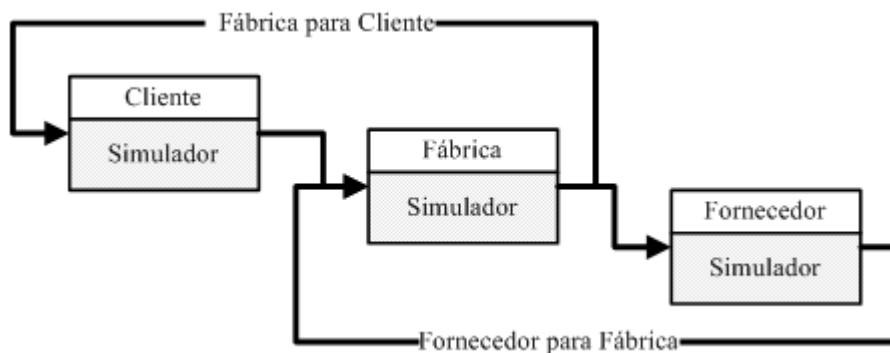 Fábrica para Cliente
Cliente
Simulador
Fábrica
Simulador
Fornecedor
Simulador
Fornecedor para Fábrica